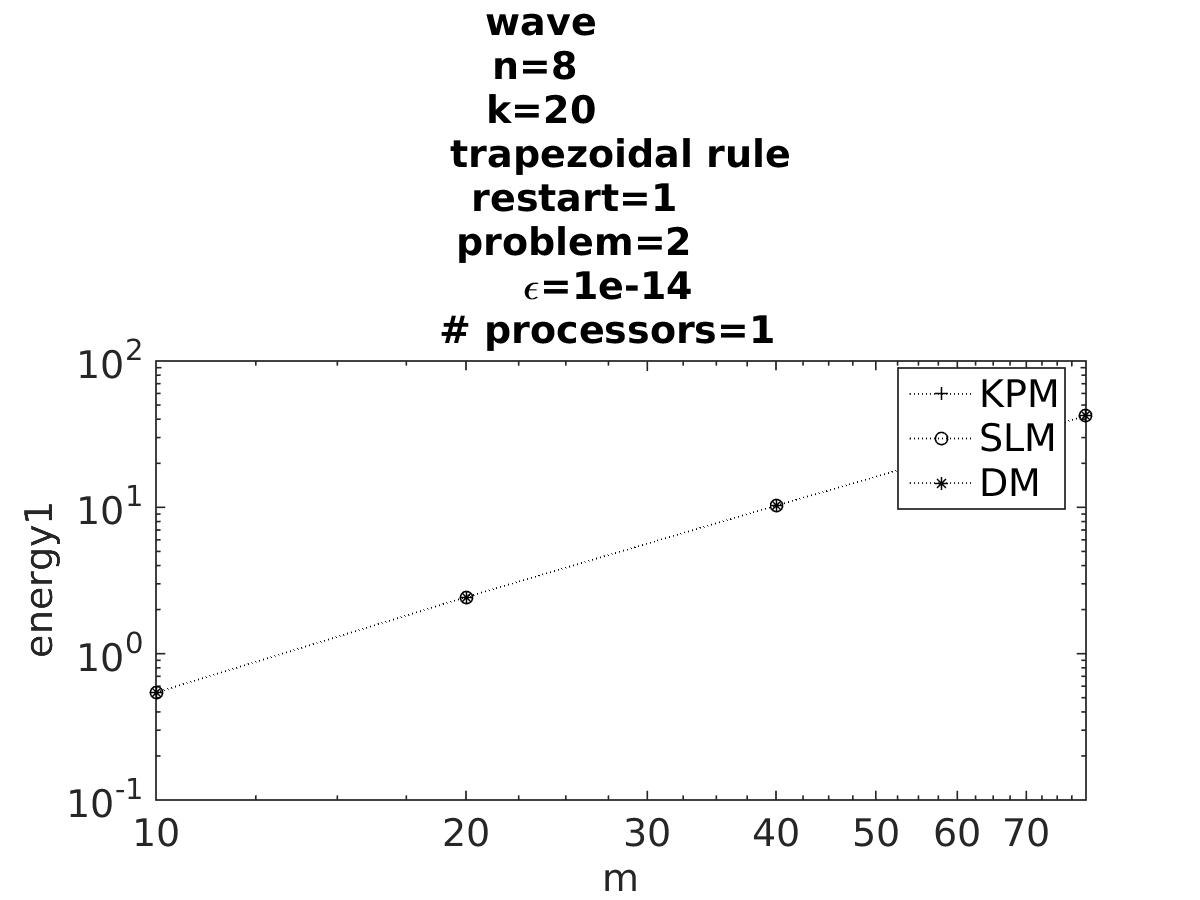 wave
n=8
k=20
trapezoidal rule
restart=1
problem=2
ϵ=1e-14
# processors=1
10^2
10^1
10^0
10^-1
energy1
KPM
SLM
DM
10 20 30 40 50 60 70
m